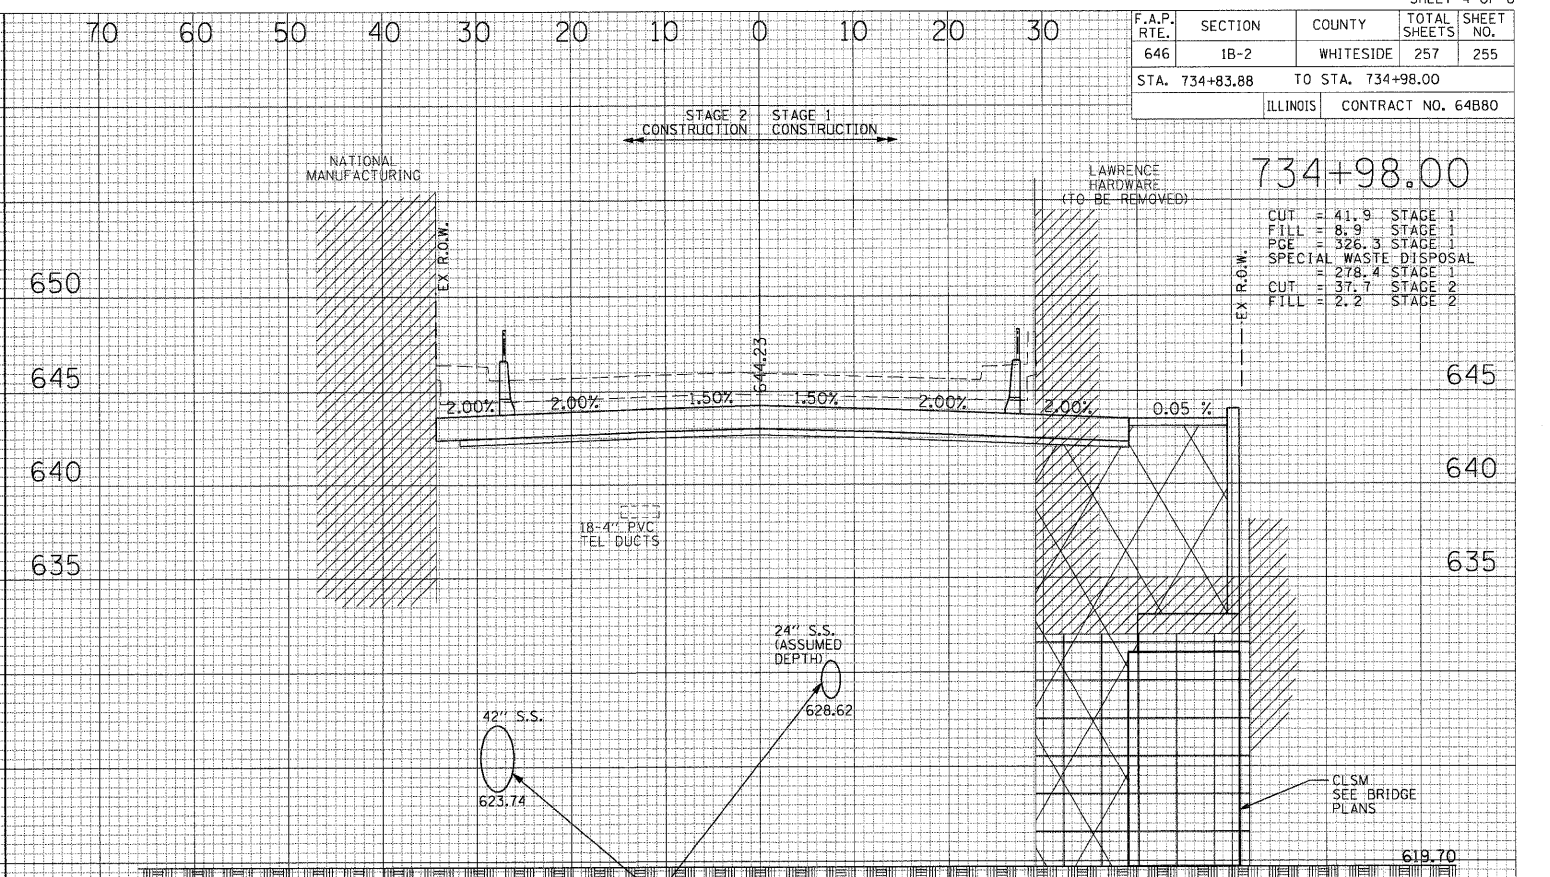 SHEET 4 OF 6
F.A.P. RTE. SECTION COUNTY TOTAL SHEETS SHEET NO.
646 1B-2 WHITESIDE 257 255
STA. 734+83.88 TO STA. 734+98.00
ILLINOIS CONTRACT NO. 64B80
70 60 50 40 30 20 10 0 10 20 30
STAGE 2 CONSTRUCTION
STAGE 1 CONSTRUCTION
NATIONAL
MANUFACTURING
LAWRENCE
HARDWARE
(TO BE REMOVED)
734+98.00
CUT = 41.9 STAGE 1
FILL = 8.9 STAGE 1
PGE = 326.3 STAGE 1
SPECIAL WASTE DISPOSAL
= 278.4 STAGE 1
CUT = 37.7 STAGE 2
FILL = 2.2 STAGE 2
EX R.O.W.
EX R.O.W.
650
645
645
644.23
2.00% 2.00% 1.50% 1.50% 2.00% 2.00% 0.05 %
640
640
18-4" PVC
TEL DUCTS
635
635
24" S.S.
(ASSUMED
DEPTH)
628.62
42" S.S.
623.74
CLSM
SEE BRIDGE
PLANS
619.70